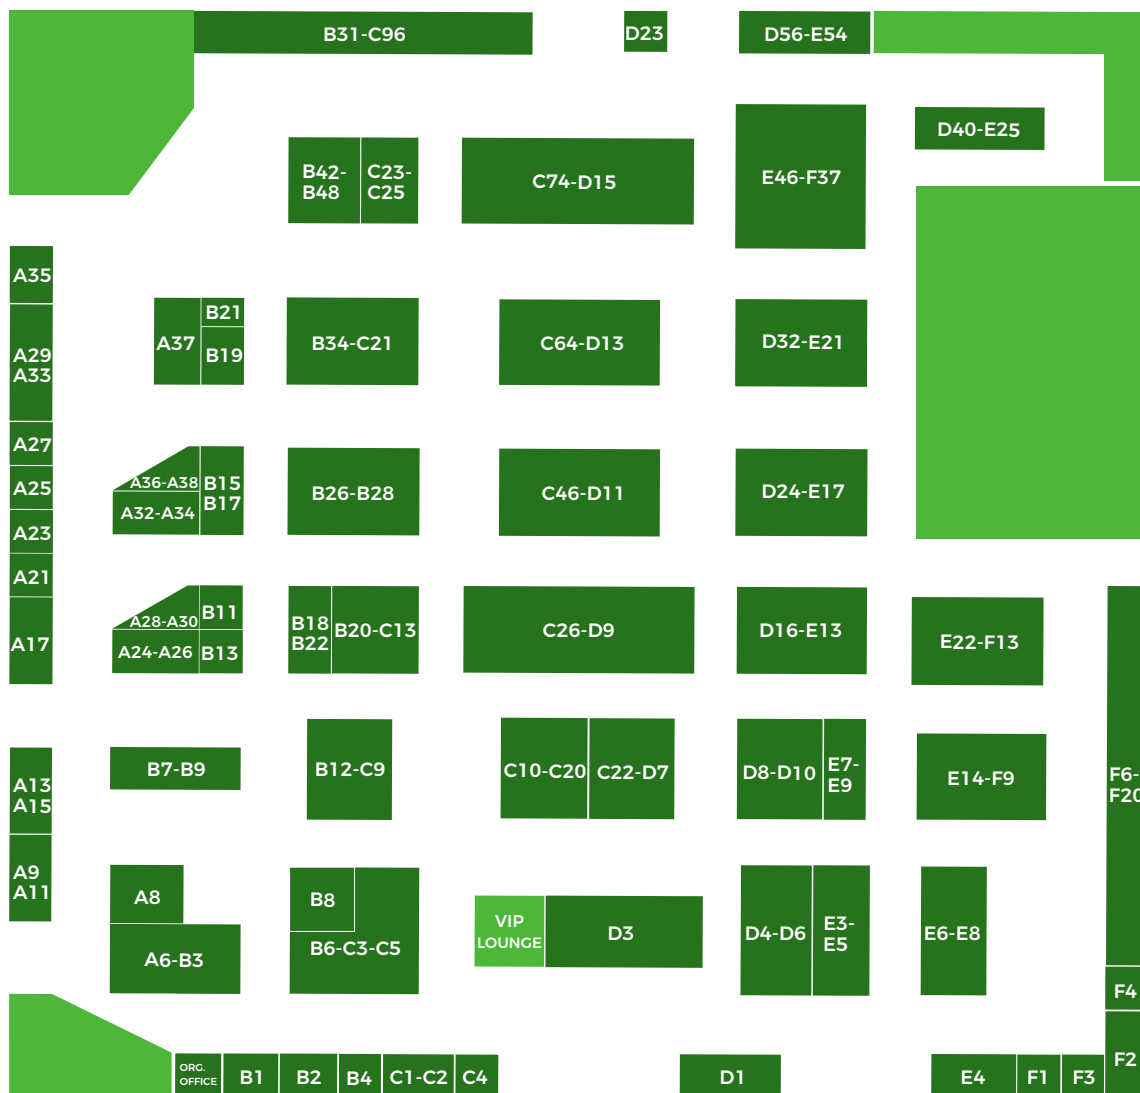 B31-C96
D23
D56-E54
D40-E25
B42-
B48
C23-
C25
C74-D15
E46-F37
A35
A37
B21
B19
B34-C21
C64-D13
D32-E21
A29
A33
A27
A25
A23
A21
A17
A36-A38
A32-A34
B15
B17
B26-B28
C46-D11
D24-E17
A28-A30
A24-A26
B11
B13
B18
B22
B20-C13
C26-D9
D16-E13
E22-F13
A13
A15
B7-B9
B12-C9
C10-C20
C22-D7
D8-D10
E7-
E9
E14-F9
F6-
F20
A9
A11
A8
A6-B3
B8
B6-C3-C5
VIP
LOUNGE
D3
D4-D6
E3-
E5
E6-E8
F4
F2
ORG.
OFFICE
B1
B2
B4
C1-C2
C4
D1
E4
F1
F3